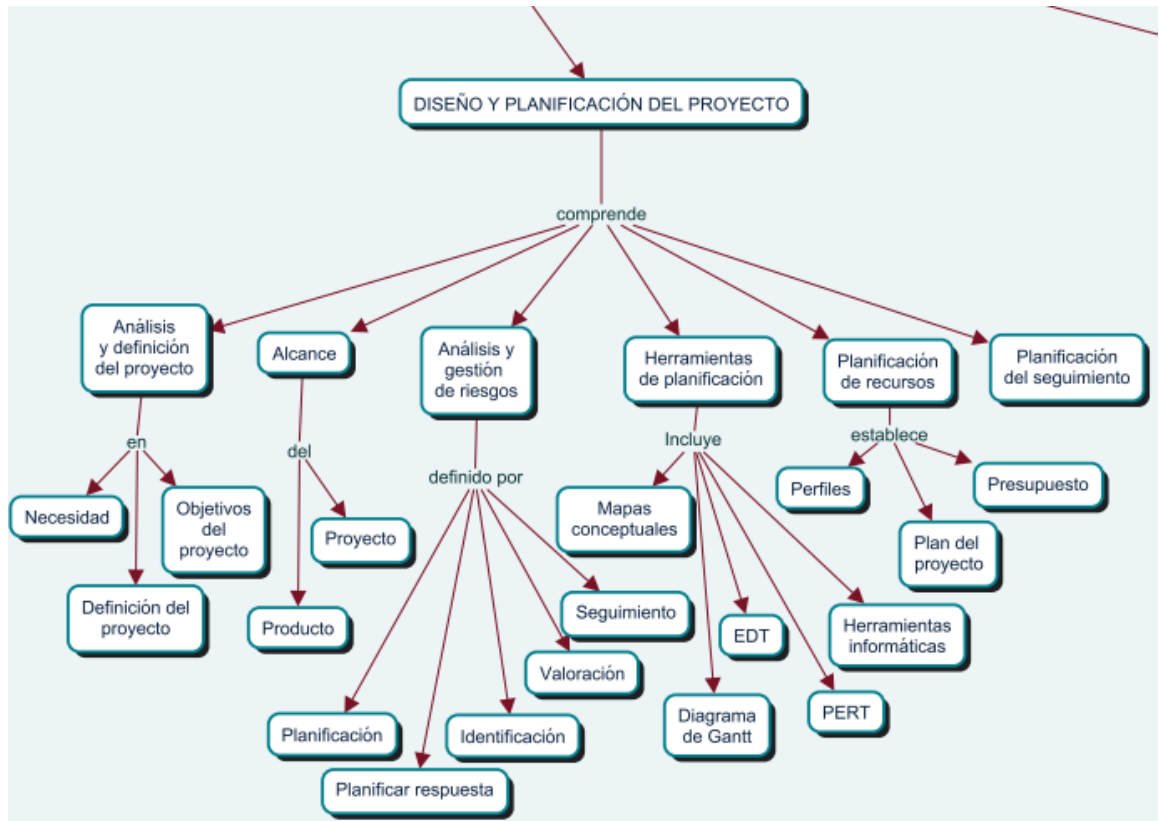 DISEÑO Y PLANIFICACIÓN DEL PROYECTO
comprende
Análisis
y definición
del proyecto
Alcance
Análisis y
gestión
de riesgos
Herramientas
de planificación
Planificación
de recursos
Planificación
del seguimiento
en
del
definido por
Incluye
establece
Necesidad
Objetivos
del
proyecto
Definición del
proyecto
Proyecto
Producto
Planificación
Planificar respuesta
Identificación
Valoración
Seguimiento
Mapas
conceptuales
Diagrama
de Gantt
EDT
PERT
Herramientas
informáticas
Perfiles
Plan del
proyecto
Presupuesto